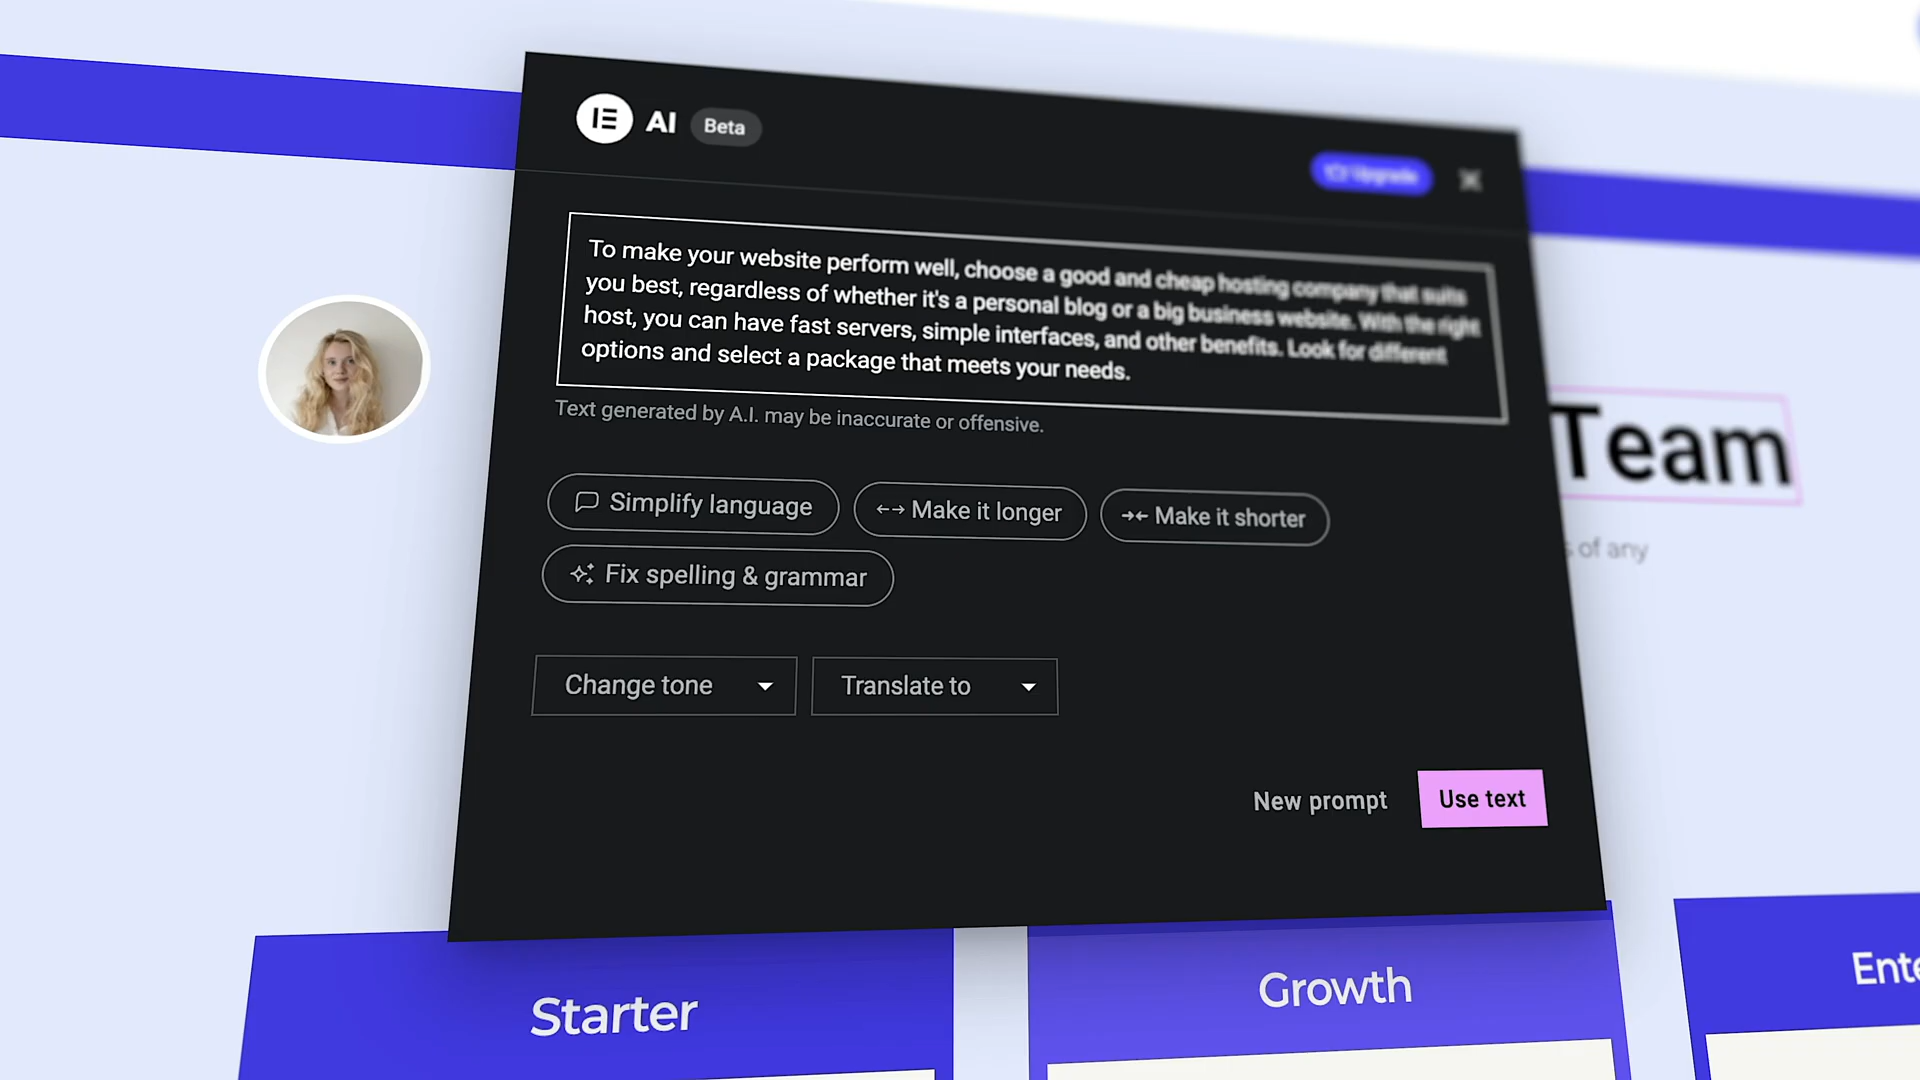 AI Beta
Upgrade
To make your website perform well, choose a good and cheap hosting company that suits
you best, regardless of whether it's a personal blog or a big business website. With the right
host, you can have fast servers, simple interfaces, and other benefits. Look for different
options and select a package that meets your needs.
Text generated by A.I. may be inaccurate or offensive.
Team
of any
Simplify language
Make it longer
Make it shorter
Fix spelling & grammar
Change tone
Translate to
New prompt
Use text
Starter
Growth
Ente